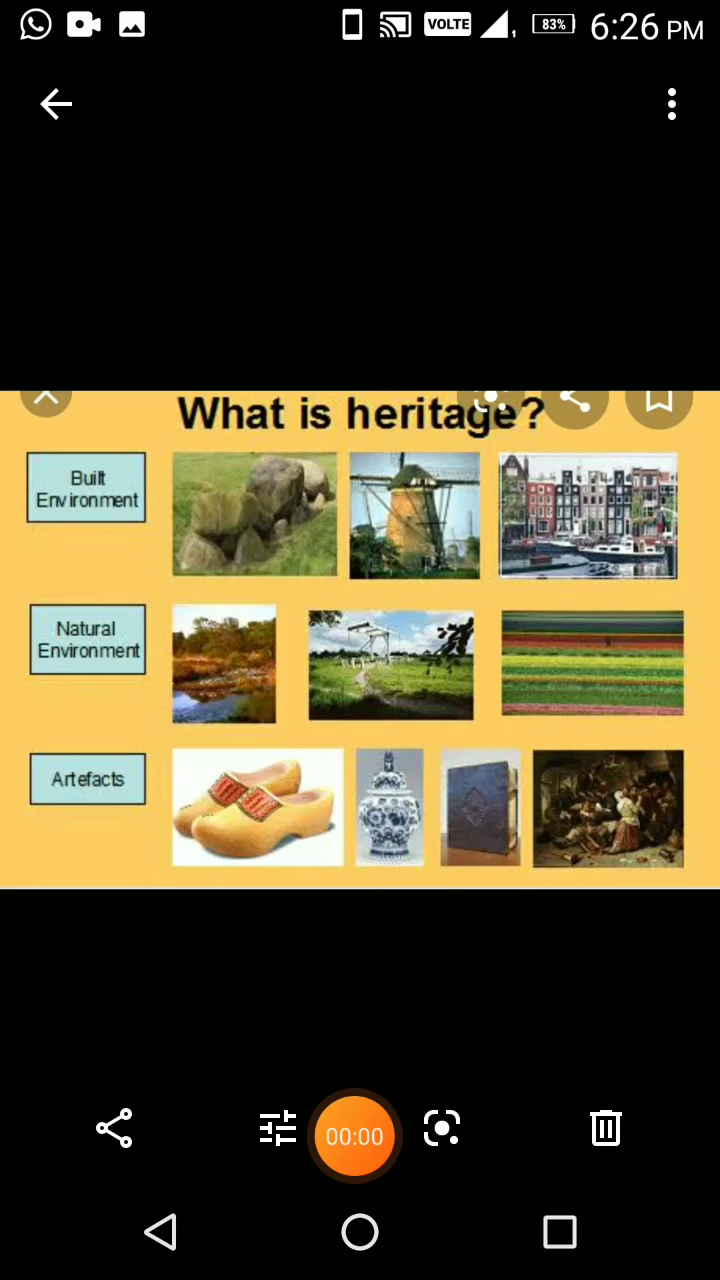 VOLTE
83%
6:26 PM
What is heritage?
Built
Environment
Natural
Environment
Artefacts
00:00